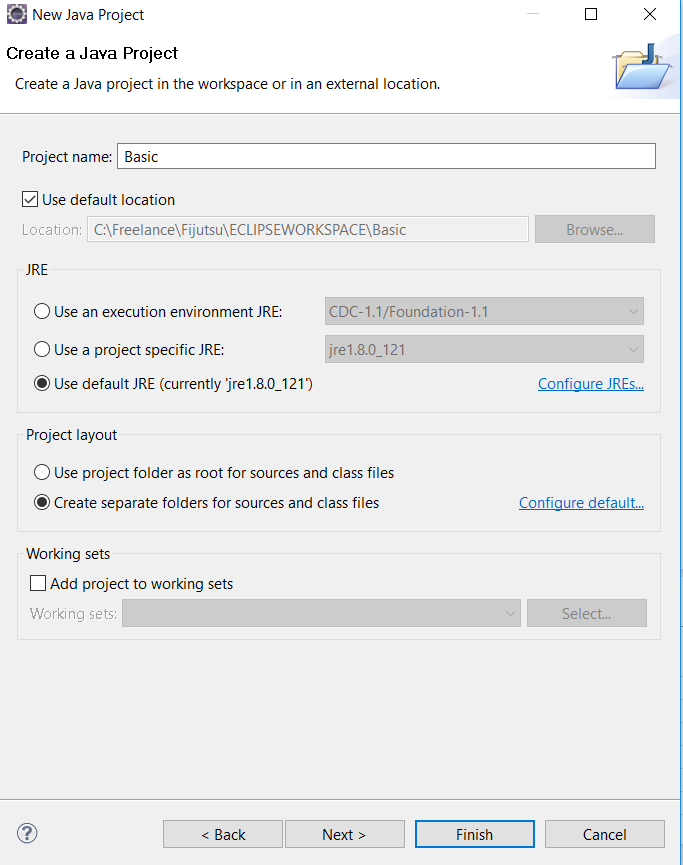 New Java Project
Create a Java Project
Create a Java project in the workspace or in an external location.
Project name: Basic
Use default location
Location: C:\Freelance\Fijutsu\ECLIPSEWORKSPACE\Basic Browse...
JRE
Use an execution environment JRE: CDC-1.1/Foundation-1.1
Use a project specific JRE: jre1.8.0_121
Use default JRE (currently 'jre1.8.0_121') Configure JREs...
Project layout
Use project folder as root for sources and class files
Create separate folders for sources and class files Configure default...
Working sets
Add project to working sets
Working sets: Select...
? < Back Next > Finish Cancel